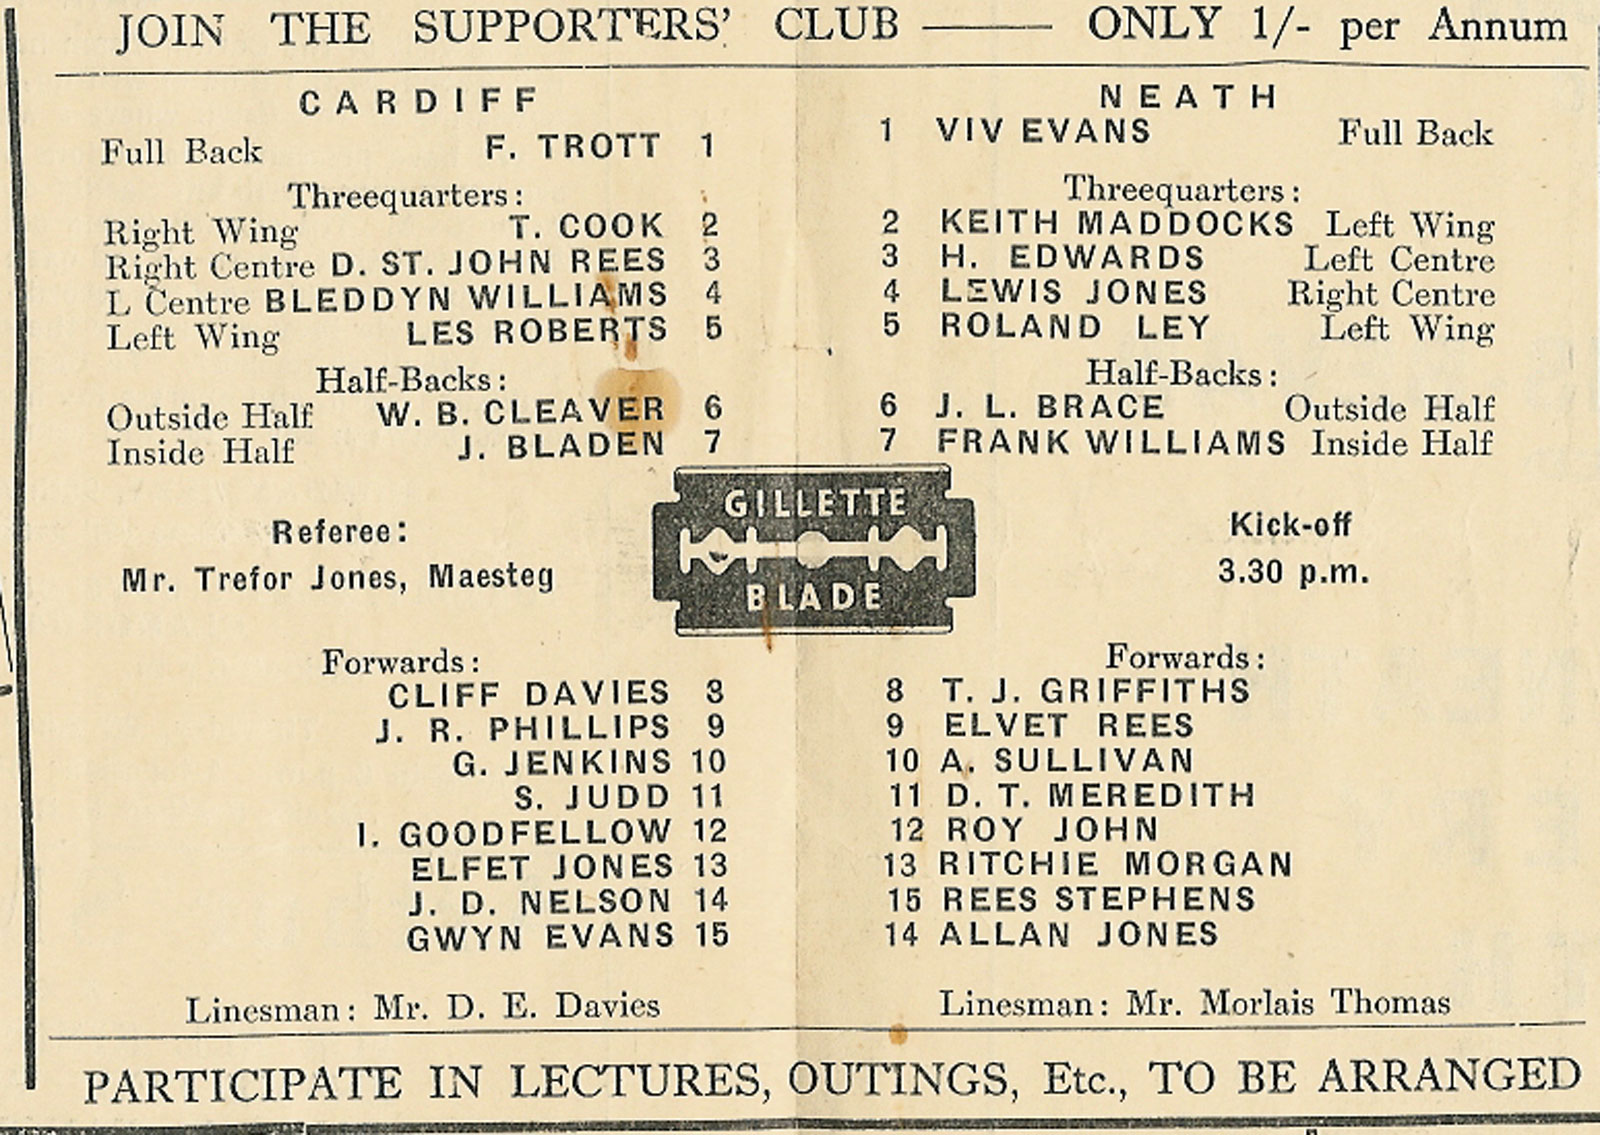 JOIN THE SUPPORTERS' CLUB —— ONLY 1/- per Annum
CARDIFF
Full Back F. TROTT 1
Threequarters:
Right Wing T. COOK 2
Right Centre D. ST. JOHN REES 3
L Centre BLEDDYN WILLIAMS 4
Left Wing LES ROBERTS 5
Half-Backs:
Outside Half W. B. CLEAVER 6
Inside Half J. BLADEN 7
NEATH
1 VIV EVANS Full Back
Threequarters:
2 KEITH MADDOCKS Left Wing
3 H. EDWARDS Left Centre
4 LEWIS JONES Right Centre
5 ROLAND LEY Left Wing
Half-Backs:
6 J. L. BRACE Outside Half
7 FRANK WILLIAMS Inside Half
Referee:
Mr. Trefor Jones, Maesteg
GILLETTE
BLADE
Kick-off
3.30 p.m.
Forwards:
CLIFF DAVIES 8
J. R. PHILLIPS 9
G. JENKINS 10
S. JUDD 11
I. GOODFELLOW 12
ELFET JONES 13
J. D. NELSON 14
GWYN EVANS 15
Linesman: Mr. D. E. Davies
Forwards:
8 T. J. GRIFFITHS
9 ELVET REES
10 A. SULLIVAN
11 D. T. MEREDITH
12 ROY JOHN
13 RITCHIE MORGAN
15 REES STEPHENS
14 ALLAN JONES
Linesman: Mr. Morlais Thomas
PARTICIPATE IN LECTURES, OUTINGS, Etc., TO BE ARRANGED